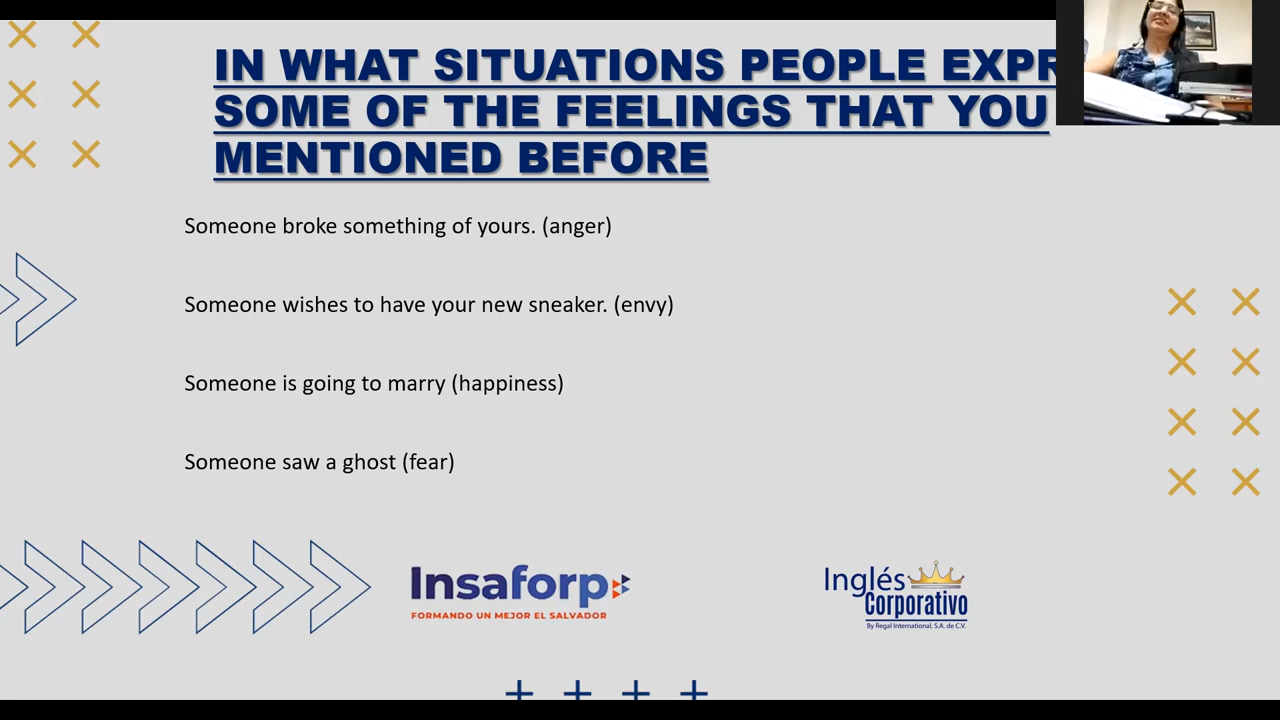 IN WHAT SITUATIONS PEOPLE EXPR
SOME OF THE FEELINGS THAT YOU
MENTIONED BEFORE
Someone broke something of yours. (anger)
Someone wishes to have your new sneaker. (envy)
Someone is going to marry (happiness)
Someone saw a ghost (fear)
Insaforp
FORMANDO UN MEJOR EL SALVADOR
Inglés
Corporativo
By Regal International, S.A. de C.V.